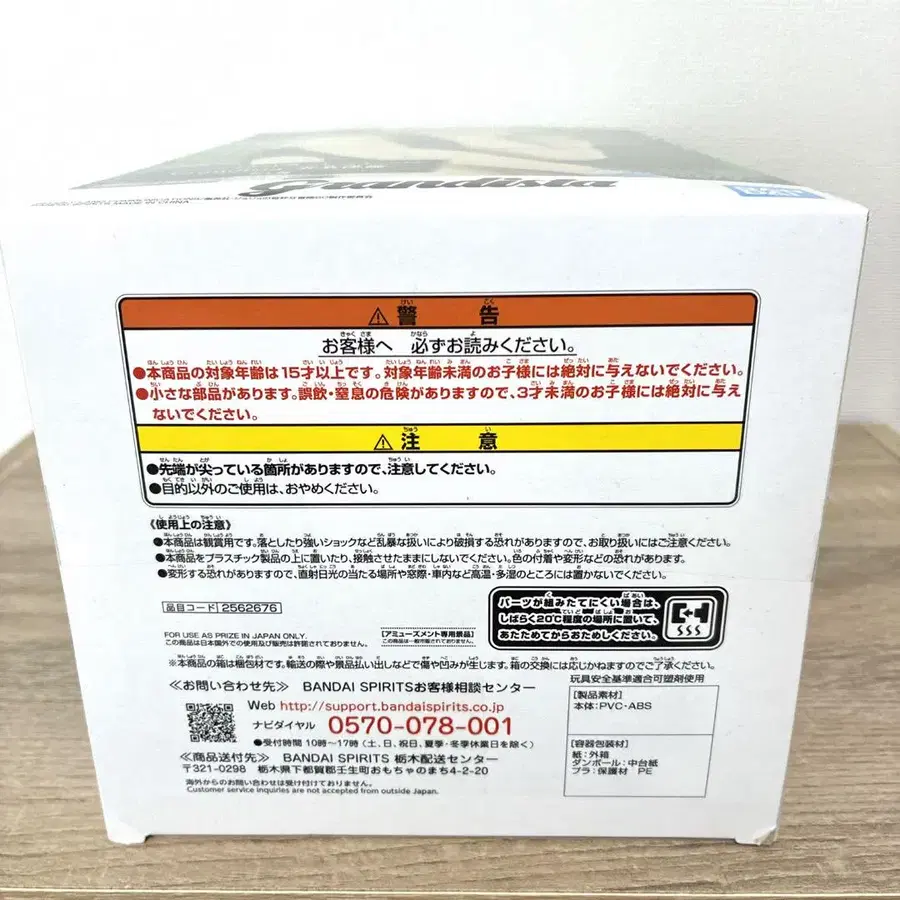 Grandista
警告
お客様へ 必ずお読みください。
●本商品の対象年齢は15才以上です。対象年齢未満のお子様には絶対に与えないでください。
●小さな部品があります。誤飲・窒息の危険がありますので、3才未満のお子様には絶対に与え
ないでください。
注意
●先端が尖っている箇所がありますので、注意してください。
●目的以外のご使用は、おやめください。
《使用上の注意》
●本商品は観賞用です。落としたり強いショックなど乱暴な扱いにより破損する恐れがありますので、お取り扱いにはご注意ください。
●本商品をプラスチック製品の上に置いたり、接触させたままにしないでください。色の付着や変形などの恐れがあります。
●変形する恐れがありますので、直射日光の当たる場所や窓際・車内など高温・多湿のところには置かないでください。
品目コード 2562676
パーツが組みたてにくい場合は、
しばらく20℃程度の場所に置いて、
あたためてからおためしください。
FOR USE AS PRIZE IN JAPAN ONLY.
この商品は日本国外での使用及び販売は許諾されておりません。
[アミューズメント専用景品]
この商品は一般市販されていません。
※本商品の箱は梱包材です。輸送の際や景品払い出しなどで傷や凹みが生じます。箱の交換には応じかねますのでご了承ください。
≪お問い合わせ先≫ BANDAI SPIRITSお客様相談センター
Web http://support.bandaispirits.co.jp
ナビダイヤル 0570-078-001
●受付時間 10時〜17時(土、日、祝日、夏季・冬季休業日を除く)
≪商品送付先≫ BANDAI SPIRITS 栃木配送センター
〒321-0298 栃木県下都賀郡壬生町おもちゃのまち4-2-20
海外からのお問い合わせは受け付けておりません。
Customer service inquiries are not accepted from outside Japan.
玩具安全基準適合可塑剤使用
[製品素材]
本体:PVC・ABS
[容器包装材]
紙:外箱
ダンボール:中台紙
プラ:保護材 PE